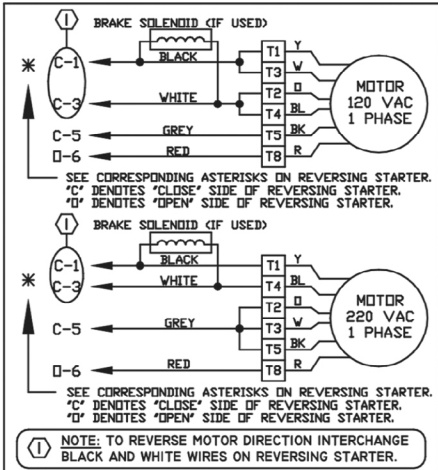 BRAKE SOLENOID (IF USED)
1
C-1 BLACK T1 Y
* T3 W
MOTOR
120 VAC
1 PHASE
T2 O
C-3 WHITE T4 BL
C-5 GREY T5 BK
O-6 RED T8 R
SEE CORRESPONDING ASTERISKS ON REVERSING STARTER.
"C" DENOTES "CLOSE" SIDE OF REVERSING STARTER.
"O" DENOTES "OPEN" SIDE OF REVERSING STARTER.
1
BRAKE SOLENOID (IF USED)
C-1 BLACK T1 Y
* C-3 WHITE T4 BL
MOTOR
220 VAC
1 PHASE
T2 O
C-5 GREY T3 W
T5 BK
O-6 RED T8 R
SEE CORRESPONDING ASTERISKS ON REVERSING STARTER.
"C" DENOTES "CLOSE" SIDE OF REVERSING STARTER.
"O" DENOTES "OPEN" SIDE OF REVERSING STARTER.
1 NOTE: TO REVERSE MOTOR DIRECTION INTERCHANGE
BLACK AND WHITE WIRES ON REVERSING STARTER.